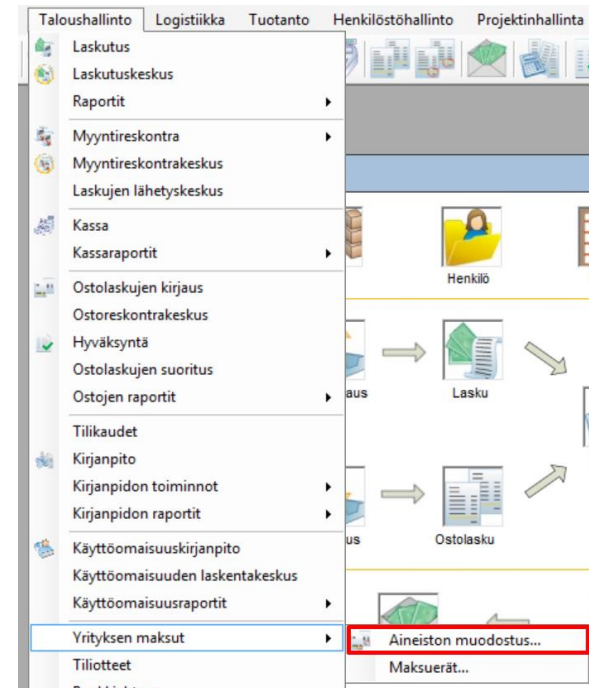 Taloushallinto Logistiikka Tuotanto Henkilöstöhallinto Projektinhallinta
Laskutus
Laskutuskeskus
Raportit
Myyntireskontra
Myyntireskontrakeskus
Laskujen lähetyskeskus
Kassa
Kassaraportit
Henkilö
Ostolaskujen kirjaus
Ostoreskontrakeskus
Hyväksyntä
Ostolaskujen suoritus
Ostojen raportit
aus Lasku
Tilikaudet
Kirjanpito
Kirjanpidon toiminnot
Kirjanpidon raportit
us Ostolasku
Käyttöomaisuuskirjanpito
Käyttöomaisuuden laskentakeskus
Käyttöomaisuusraportit
Yrityksen maksut
Aineiston muodostus...
Tiliotteet
Maksuerät...